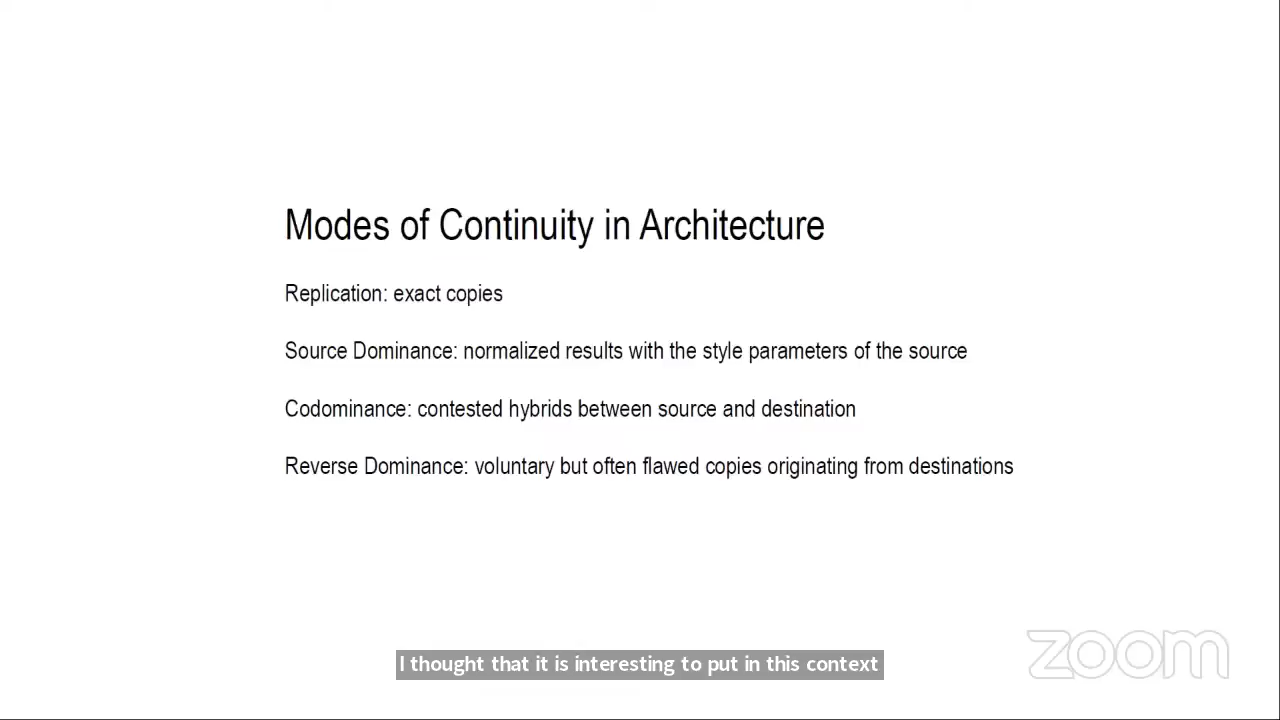 Modes of Continuity in Architecture
Replication: exact copies
Source Dominance: normalized results with the style parameters of the source
Codominance: contested hybrids between source and destination
Reverse Dominance: voluntary but often flawed copies originating from destinations
I thought that it is interesting to put in this context
zoom